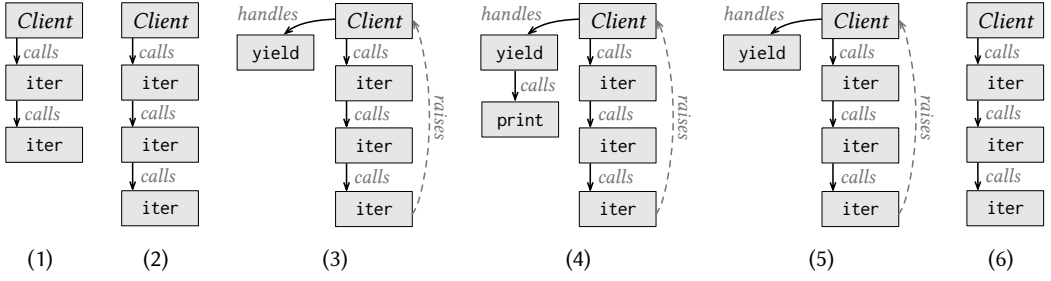 Client
calls
iter
calls
iter
(1)
Client
calls
iter
calls
iter
calls
iter
(2)
handles
Client
yield
calls
iter
calls
iter
calls
iter
raises
(3)
handles
Client
yield
calls
calls
iter
print
calls
iter
calls
iter
raises
(4)
handles
Client
yield
calls
iter
calls
iter
calls
iter
raises
(5)
Client
calls
iter
calls
iter
calls
iter
(6)